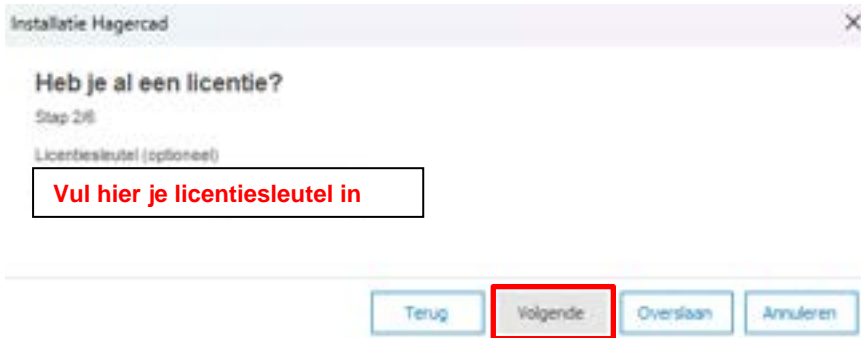 Installatie Hagercad
Heb je al een licentie?
Stap 2/6
Licentiesleutel (optioneel)
Vul hier je licentiesleutel in
Terug Volgende Overslaan Annuleren